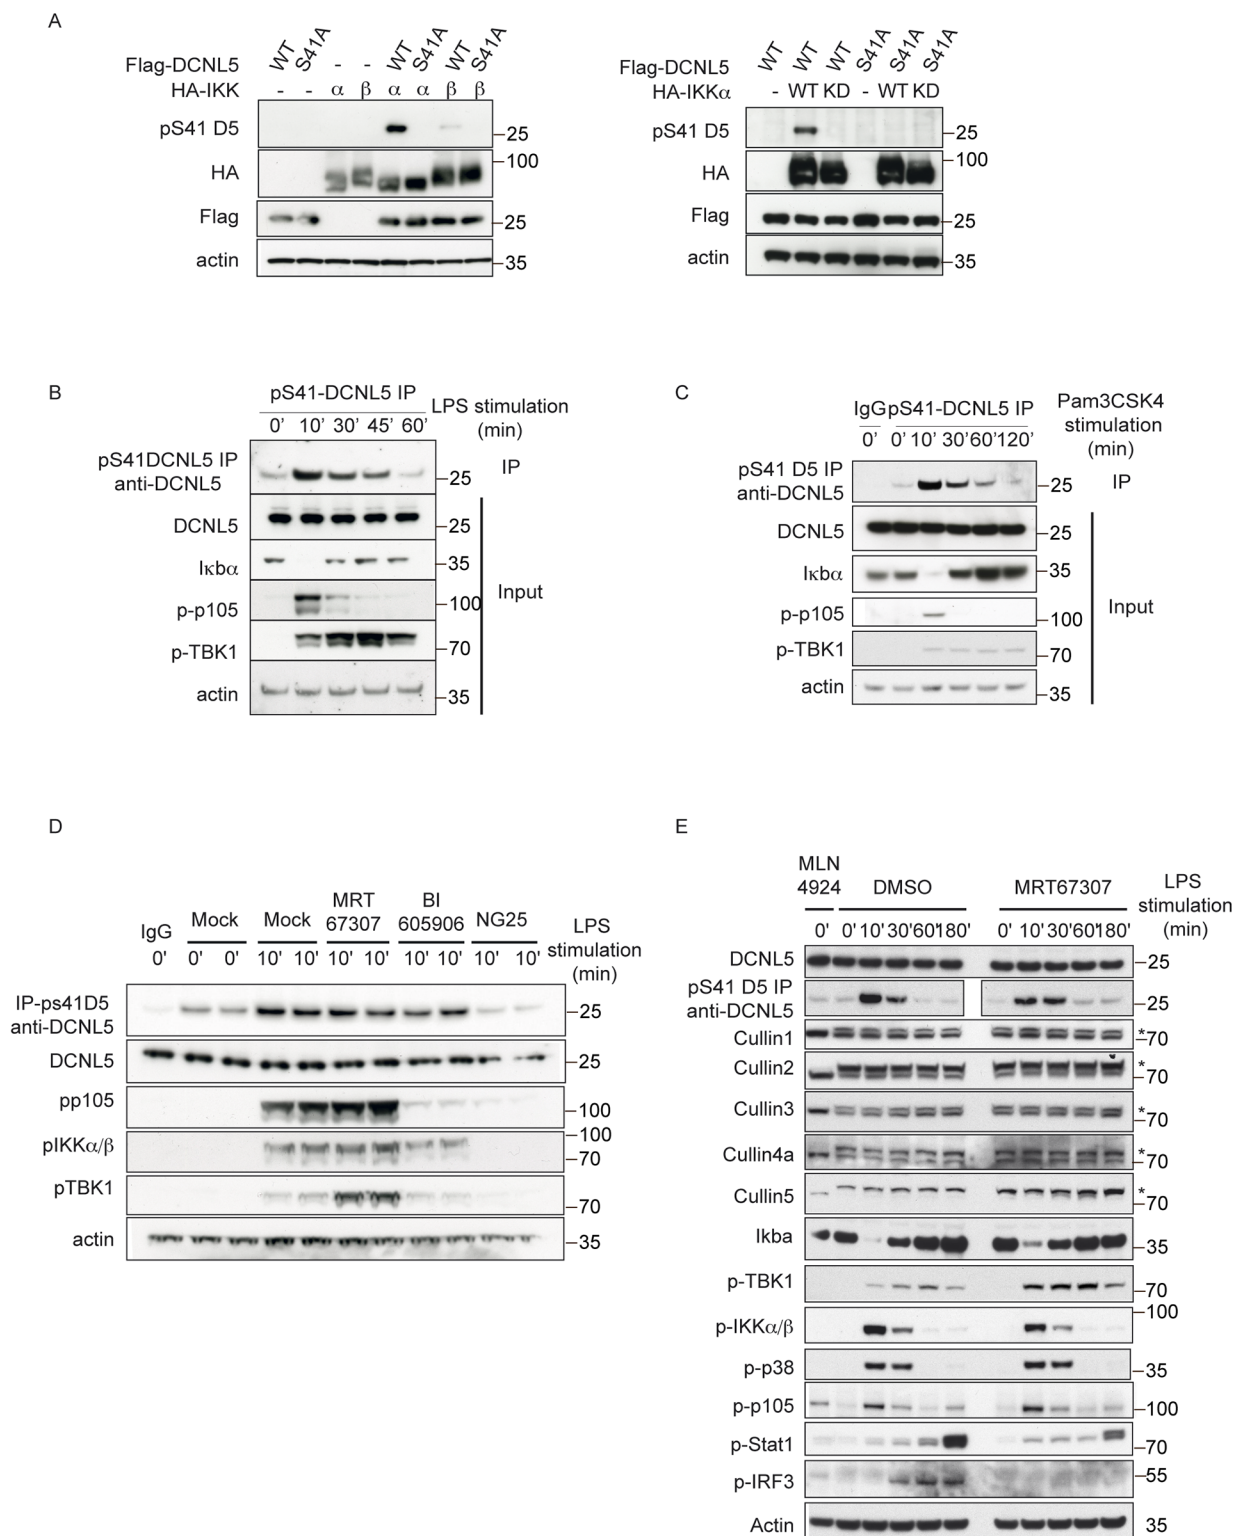 A
Flag-DCNL5 WT S41A - - WT S41A WT S41A
HA-IKK - - α β α α β β
pS41 D5
25
HA
100
Flag
25
actin
35
Flag-DCNL5 WT WT WT S41A S41A S41A
HA-IKKα - WT KD - WT KD
pS41 D5
25
HA
100
Flag
25
actin
35
B
pS41-DCNL5 IP
LPS stimulation
(min)
0' 10' 30' 45' 60'
pS41DCNL5 IP
anti-DCNL5
25
IP
DCNL5
25
Iκbα
35
Input
p-p105
100
p-TBK1
70
actin
35
C
IgG pS41-DCNL5 IP
Pam3CSK4
stimulation
(min)
0' 0' 10' 30' 60' 120'
pS41 D5 IP
anti-DCNL5
25
IP
DCNL5
25
Iκbα
35
p-p105
100
Input
p-TBK1
70
actin
35
D
IgG Mock Mock MRT
67307 BI
605906 NG25
LPS
stimulation
(min)
0' 0' 0' 10' 10' 10' 10' 10' 10' 10' 10'
IP-ps41D5
anti-DCNL5
25
DCNL5
25
pp105
100
pIKKα/β
100
70
pTBK1
70
actin
35
E
MLN
4924 DMSO MRT67307
LPS
stimulation
(min)
0' 0' 10' 30' 60' 180' 0' 10' 30' 60' 180'
DCNL5
25
pS41 D5 IP
anti-DCNL5
25
Cullin1
* 70
Cullin2
* 70
Cullin3
* 70
Cullin4a
* 70
Cullin5
* 70
Ikba
35
p-TBK1
70
p-IKKα/β
100
p-p38
35
p-p105
100
p-Stat1
70
p-IRF3
55
Actin
35